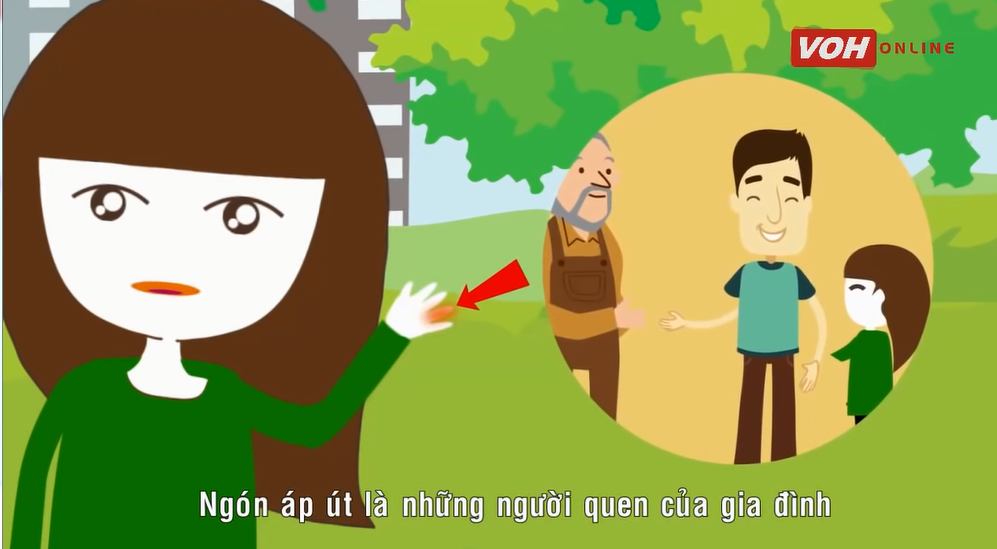 VOH ONLINE
Ngón áp út là những người quen của gia đình